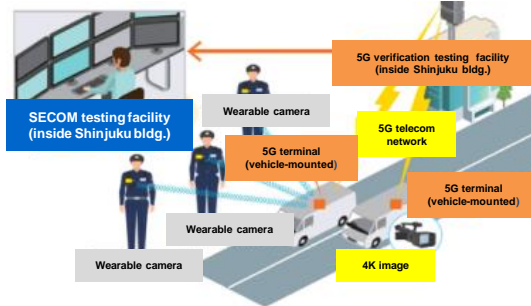 5G verification testing facility
(inside Shinjuku bldg.)
SECOM testing facility
(inside Shinjuku bldg.)
Wearable camera
5G telecom
network
5G terminal
(vehicle-mounted)
5G terminal
(vehicle-mounted)
Wearable camera
Wearable camera
4K image